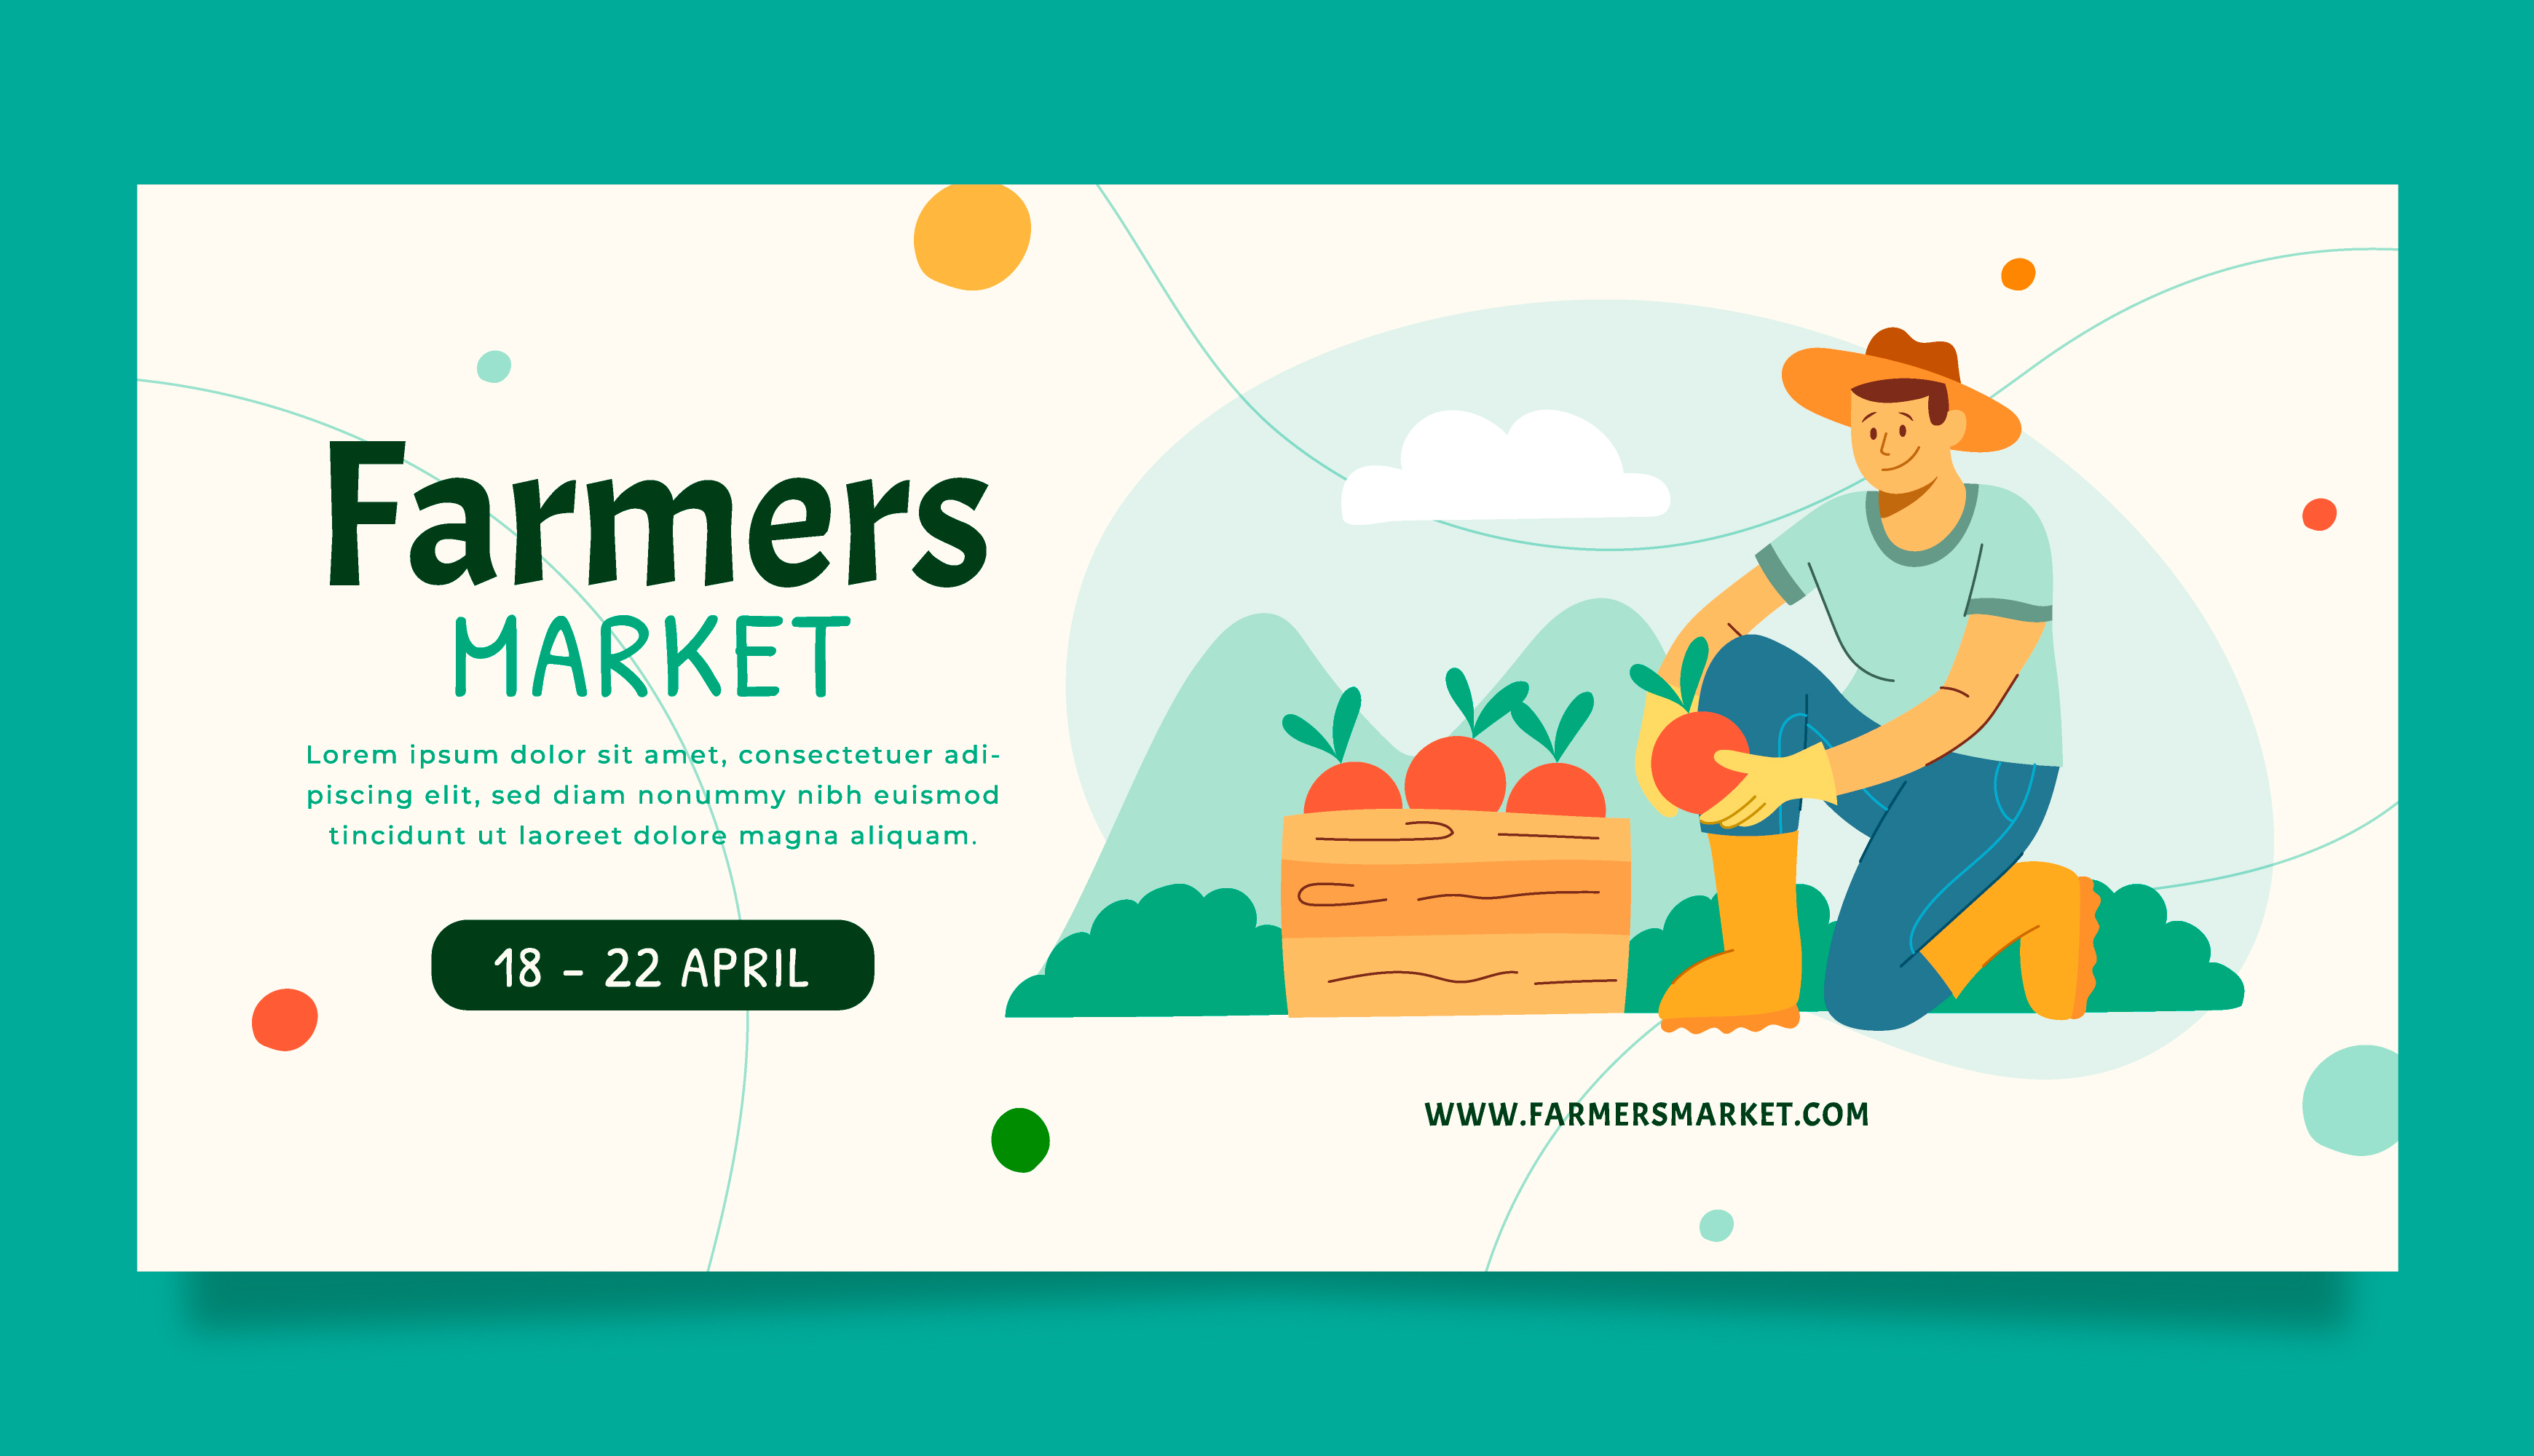 Farmers
MARKET
Lorem ipsum dolor sit amet, consectetuer adi-
piscing elit, sed diam nonummy nibh euismod
tincidunt ut laoreet dolore magna aliquam.
18 - 22 APRIL
WWW.FARMERSMARKET.COM